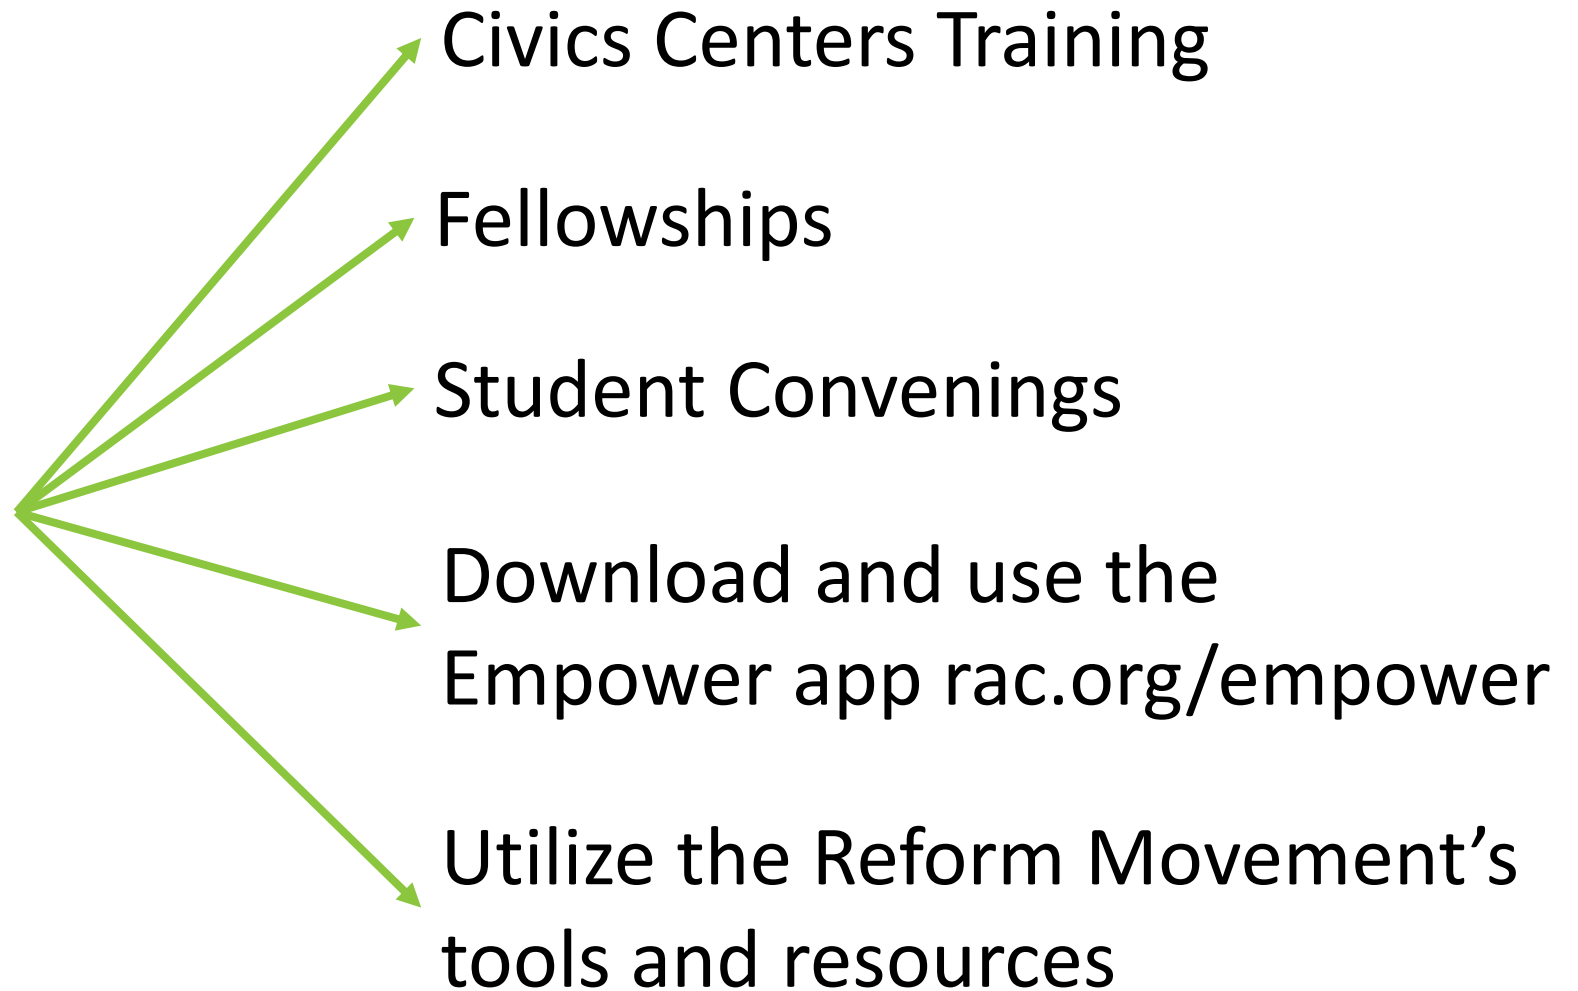 Civics Centers Training
Fellowships
Student Convenings
Download and use the
Empower app rac.org/empower
Utilize the Reform Movement’s
tools and resources